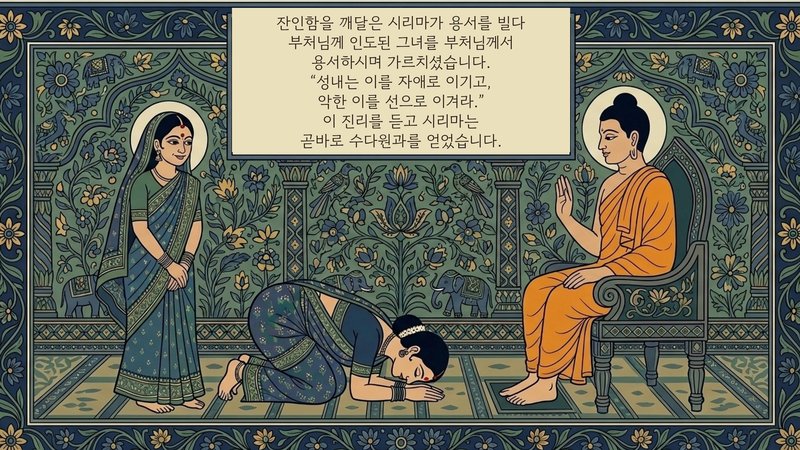 잔인함을 깨달은 시리마가 용서를 빌다
부처님께 인도된 그녀를 부처님께서
용서하시며 가르치셨습니다.
“성내는 이를 자애로 이기고,
악한 이를 선으로 이겨라.”
이 진리를 듣고 시리마는
곧바로 수다원과를 얻었습니다.